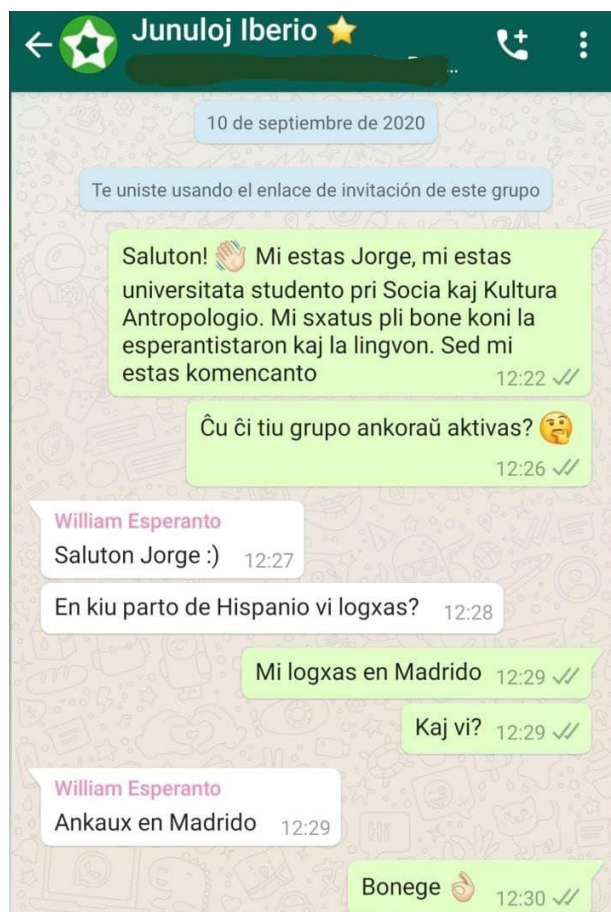 Junuloj Iberio ⭐
...
10 de septiembre de 2020
Te uniste usando el enlace de invitación de este grupo
Saluton! 👋🏻 Mi estas Jorge, mi estas
universitata studento pri Socia kaj Kultura
Antropologio. Mi sxatus pli bone koni la
esperantistaron kaj la lingvon. Sed mi
estas komencanto 12:22
Ĉu ĉi tiu grupo ankoraŭ aktivas? 🤔
12:26
William Esperanto
Saluton Jorge :) 12:27
En kiu parto de Hispanio vi logxas? 12:28
Mi logxas en Madrido 12:29
Kaj vi? 12:29
William Esperanto
Ankaux en Madrido 12:29
Bonege 👌🏻 12:30